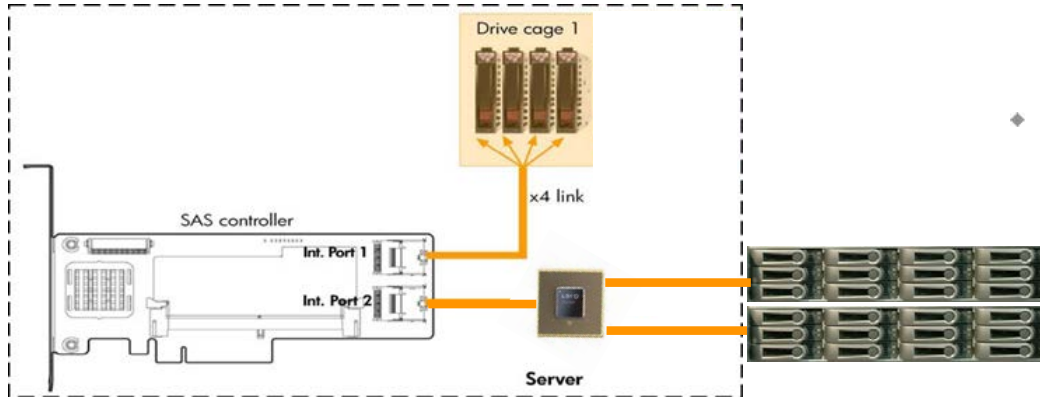 Drive cage 1
x4 link
SAS controller
Int. Port 1
Int. Port 2
Server